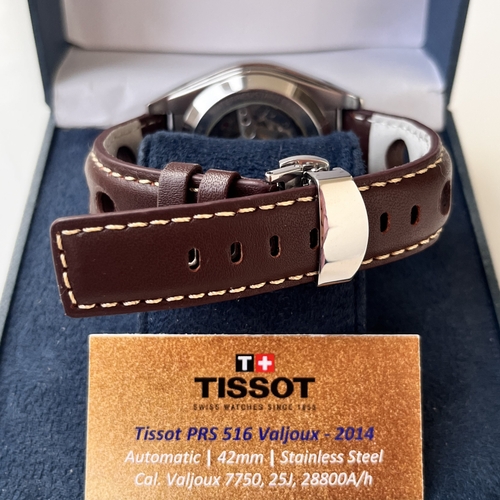 T+
TISSOT
SWISS WATCHES SINCE 1853
Tissot PRS 516 Valjoux - 2014
Automatic | 42mm | Stainless Steel
Cal. Valjoux 7750, 25J, 28800A/h